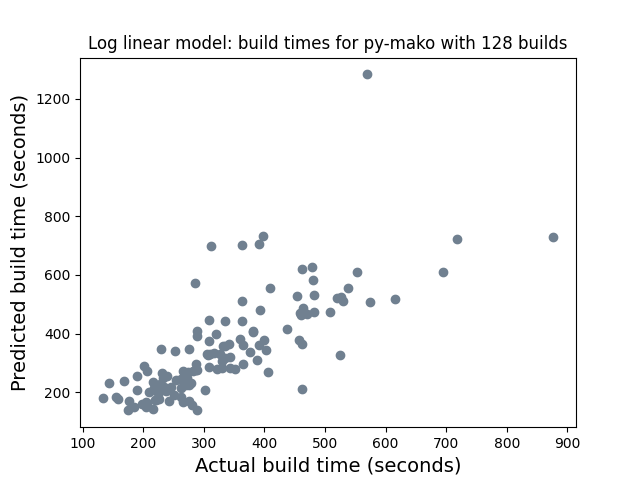 Log linear model: build times for py-mako with 128 builds
Predicted build time (seconds)
1200
1000
800
600
400
200
100 200 300 400 500 600 700 800 900
Actual build time (seconds)